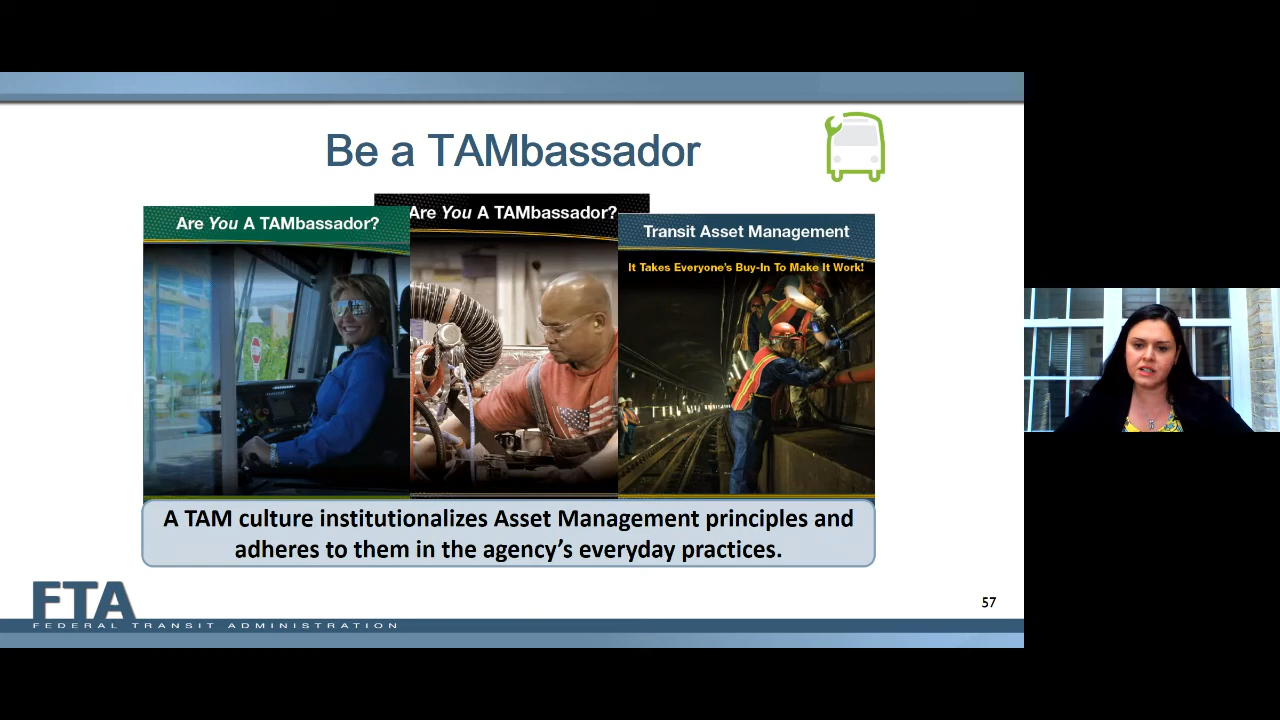 Be a TAMbassador
Are You A TAMbassador?
Are You A TAMbassador?
Transit Asset Management
It Takes Everyone's Buy-In To Make It Work!
A TAM culture institutionalizes Asset Management principles and
adheres to them in the agency's everyday practices.
57
FTA
FEDERAL TRANSIT ADMINISTRATION